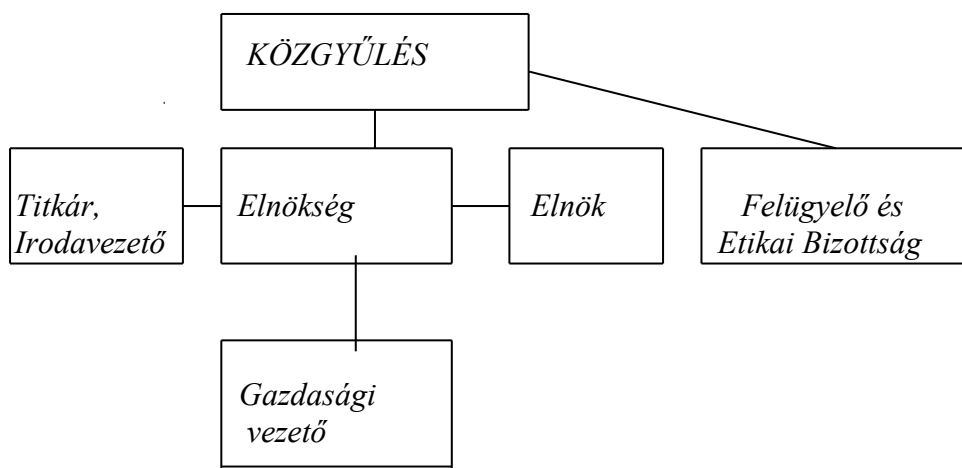 KÖZGYŰLÉS
Titkár,
Irodavezető
Elnökség
Elnök
Felügyelő és
Etikai Bizottság
Gazdasági
vezető